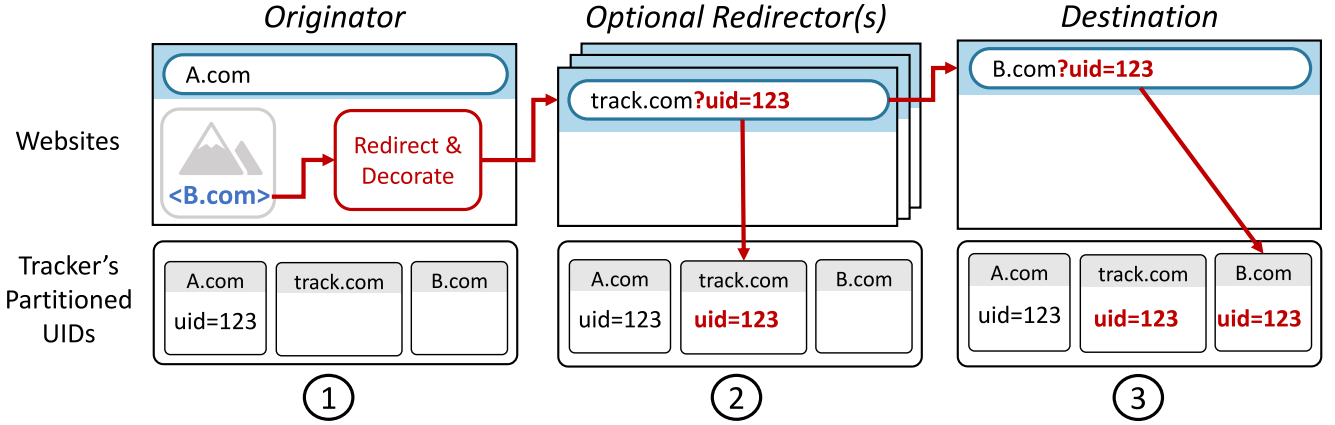 Originator
Optional Redirector(s)
Destination
Websites
A.com
<B.com>
Redirect &
Decorate
track.com?uid=123
B.com?uid=123
Tracker's
Partitioned
UIDs
A.com
uid=123
track.com
B.com
A.com
uid=123
track.com
uid=123
B.com
A.com
uid=123
track.com
uid=123
B.com
uid=123
1
2
3